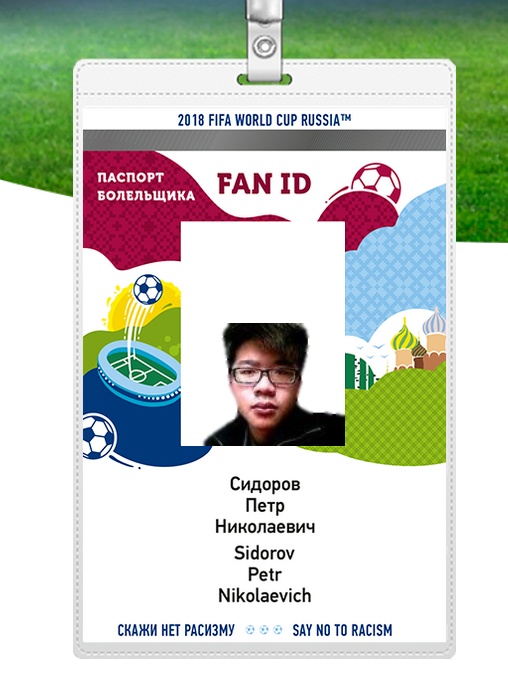 2018 FIFA WORLD CUP RUSSIA™
ПАСПОРТ
БОЛЕЛЬЩИКА
FAN ID
Сидоров
Петр
Николаевич
Sidorov
Petr
Nikolaevich
СКАЖИ НЕТ РАСИЗМУ SAY NO TO RACISM